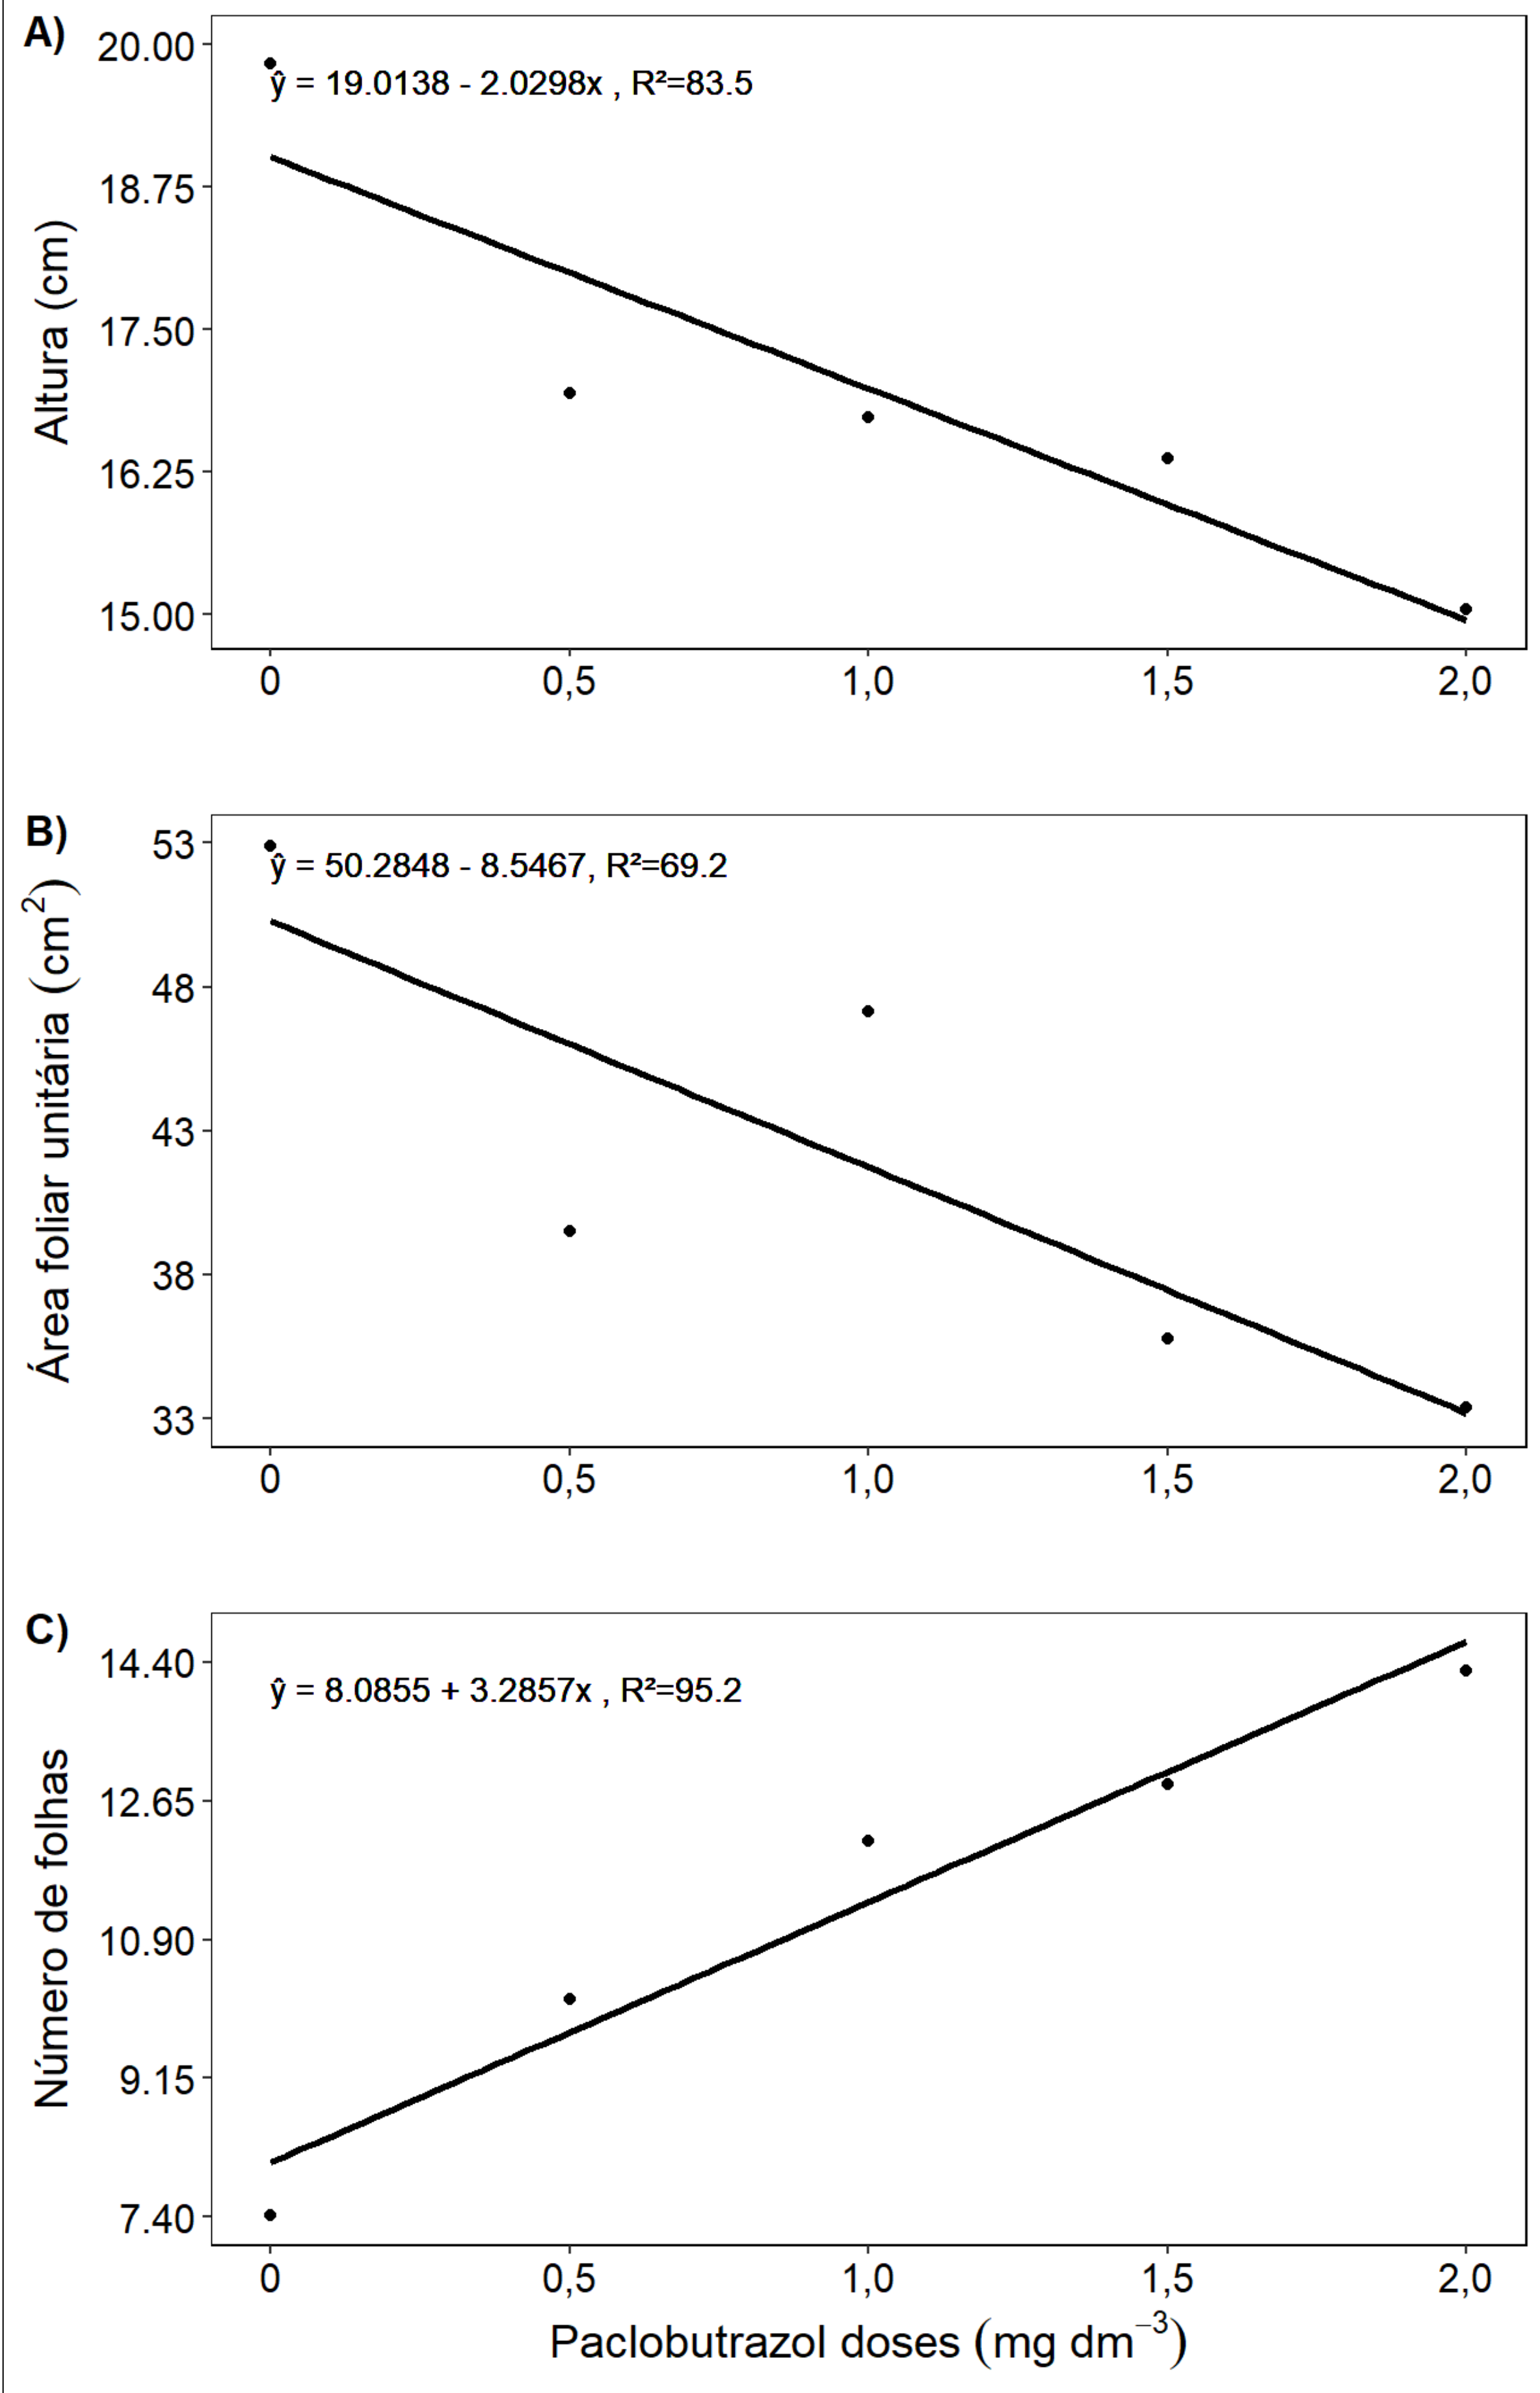 A)
ŷ = 19.0138 - 2.0298x , R²=83.5
Altura (cm)
20.00
18.75
17.50
16.25
15.00
0 0,5 1,0 1,5 2,0
B)
ŷ = 50.2848 - 8.5467, R²=69.2
Área foliar unitária (cm²)
53
48
43
38
33
0 0,5 1,0 1,5 2,0
C)
ŷ = 8.0855 + 3.2857x , R²=95.2
Número de folhas
14.40
12.65
10.90
9.15
7.40
0 0,5 1,0 1,5 2,0
Paclobutrazol doses (mg dm⁻³)